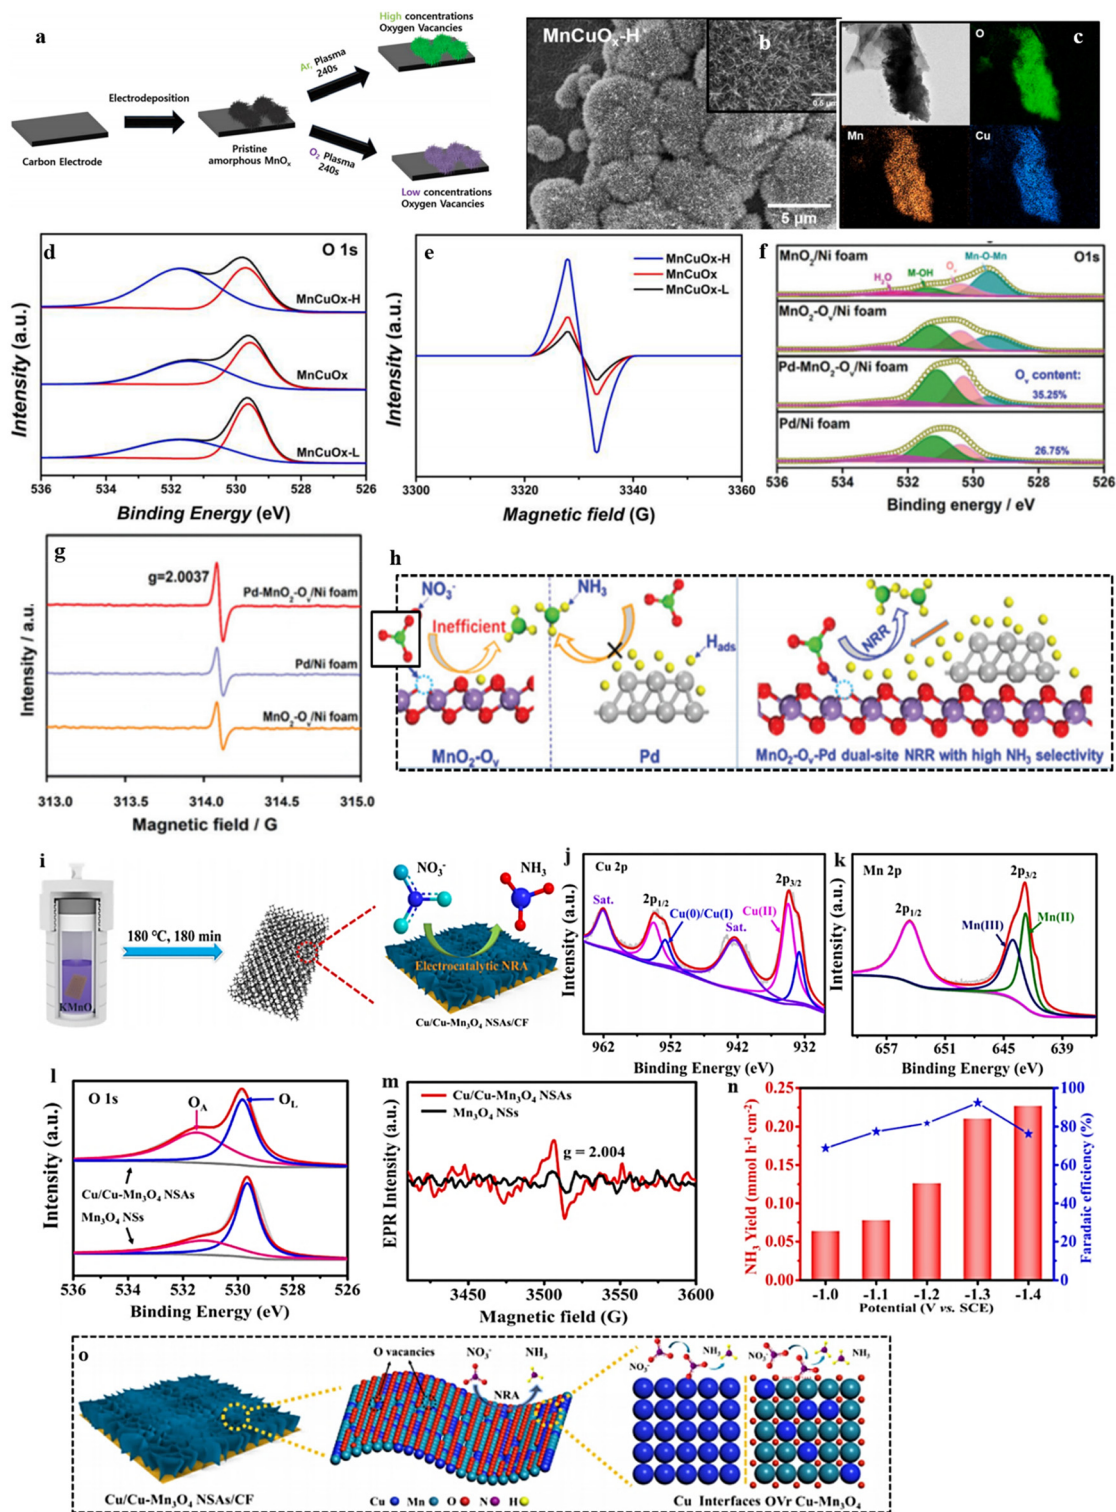 a
High concentrations
Oxygen Vacancies
Ar, Plasma
240s
Electrodeposition
Carbon Electrode
Pristine
amorphous MnOₓ
O₂ Plasma
240s
Low concentrations
Oxygen Vacancies
MnCuOₓ-H
b
0.5 µm
5 µm
c
O
Mn
Cu
d
O 1s
MnCuOx-H
MnCuOx
MnCuOx-L
Intensity (a.u.)
536 534 532 530 528 526
Binding Energy (eV)
e
MnCuOx-H
MnCuOx
MnCuOx-L
Intensity (a.u.)
3300 3320 3340 3360
Magnetic field (G)
f
MnO₂/Ni foam
O1s
H₂O
M-OH
Oᵥ
Mn-O-Mn
MnO₂-Oᵥ/Ni foam
Pd-MnO₂-Oᵥ/Ni foam
Oᵥ content:
35.25%
Pd/Ni foam
26.75%
Intensity (a.u.)
536 534 532 530 528 526
Binding energy / eV
g
g=2.0037
Pd-MnO₂-Oᵥ/Ni foam
Pd/Ni foam
MnO₂-Oᵥ/Ni foam
Intensity / a.u.
313.0 313.5 314.0 314.5 315.0
Magnetic field / G
h
NO₃⁻
Inefficient
NH₃
Hads
NRR
MnO₂-Oᵥ
Pd
MnO₂-Oᵥ-Pd dual-site NRR with high NH₃ selectivity
i
180 °C, 180 min
KMnO₄
NO₃⁻
NH₃
Electrocatalytic NRA
Cu/Cu-Mn₃O₄ NSAs/CF
j
Cu 2p
Sat.
2p₁/₂
Cu(0)/Cu(I)
Sat.
Cu(II)
2p₃/₂
Intensity (a.u.)
962 952 942 932
Binding Energy (eV)
k
Mn 2p
2p₁/₂
2p₃/₂
Mn(III)
Mn(II)
Intensity (a.u.)
657 651 645 639
Binding Energy (eV)
l
O 1s
O_A
O_L
Cu/Cu-Mn₃O₄ NSAs
Mn₃O₄ NSs
Intensity (a.u.)
536 534 532 530 528 526
Binding Energy (eV)
m
Cu/Cu-Mn₃O₄ NSAs
Mn₃O₄ NSs
g = 2.004
EPR Intensity (a.u.)
3450 3500 3550 3600
Magnetic field (G)
n
NH₃ Yield (mmol h⁻¹ cm⁻²)
0.25
0.20
0.15
0.10
0.05
0.00
100
80
60
40
20
0
Faradaic efficiency (%)
-1.0 -1.1 -1.2 -1.3 -1.4
Potential (V vs. SCE)
o
O vacancies
NO₃⁻
NH₃
NRA
NO₃⁻
NH₃
NO₃⁻
NH₃
Cu/Cu-Mn₃O₄ NSAs/CF
Cu Mn O N H
Cu Interfaces OVr Cu-Mn₃O₄